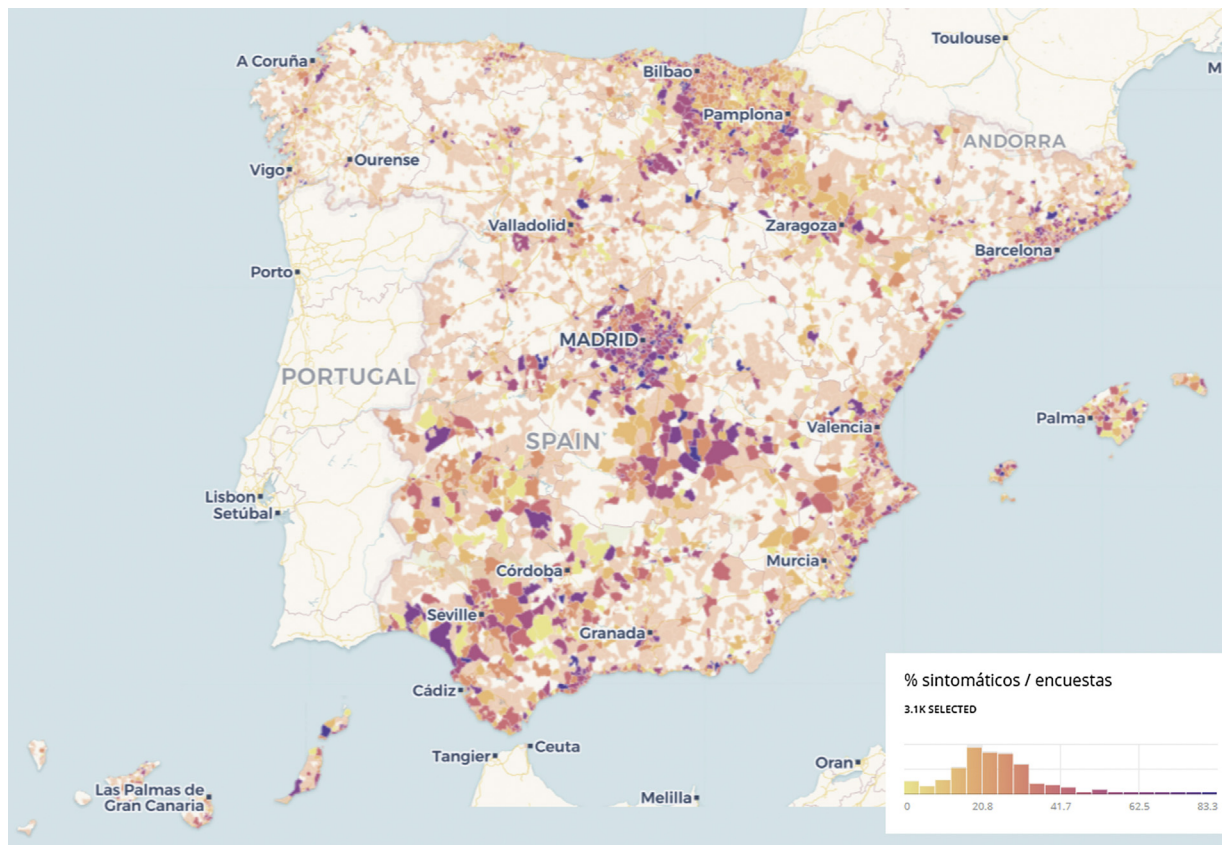 Toulouse
M
A Coruña
Bilbao
Pamplona
ANDORRA
Ourense
Vigo
Valladolid
Zaragoza
Barcelona
Porto
MADRID
PORTUGAL
Palma
Valencia
SPAIN
Lisbon
Setúbal
Córdoba
Murcia
Séville
Granada
Cádiz
% sintomáticos / encuestas
3.1K SELECTED
0 20.8 41.7 62.5 83.3
Ceuta
Tangier
Oran
Las Palmas de
Gran Canaria
Melilla